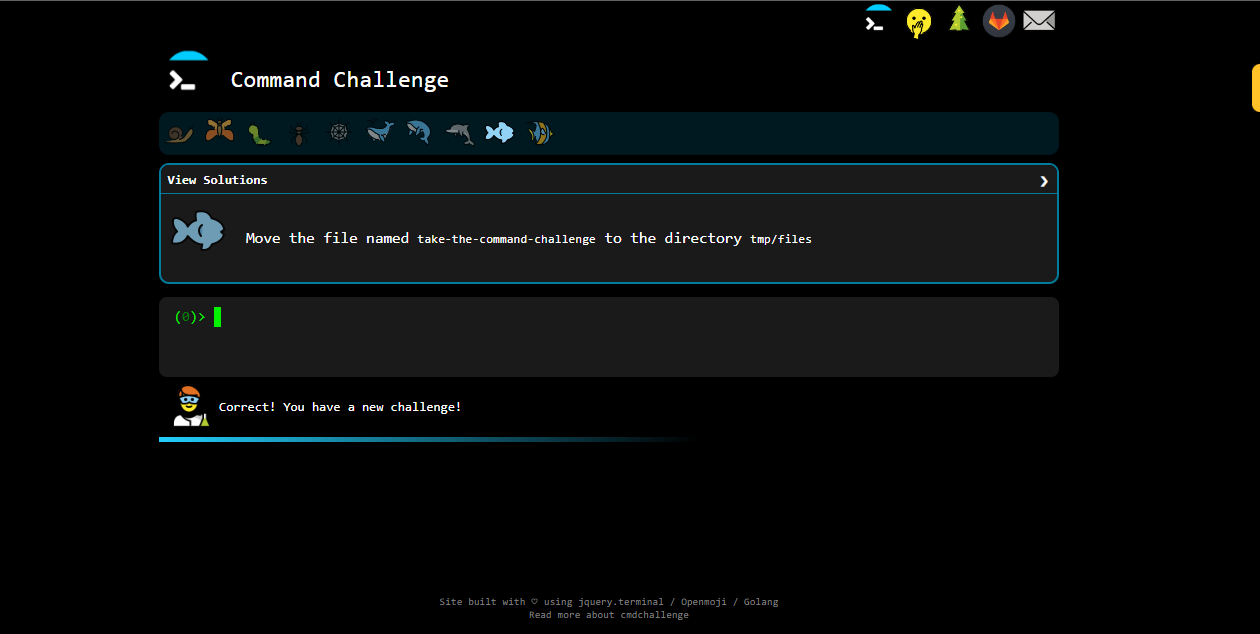 Command Challenge
View Solutions
Move the file named take-the-command-challenge to the directory tmp/files
(0)>
Correct! You have a new challenge!
Site built with ♡ using jquery.terminal / Openmoji / Golang
Read more about cmdchallenge